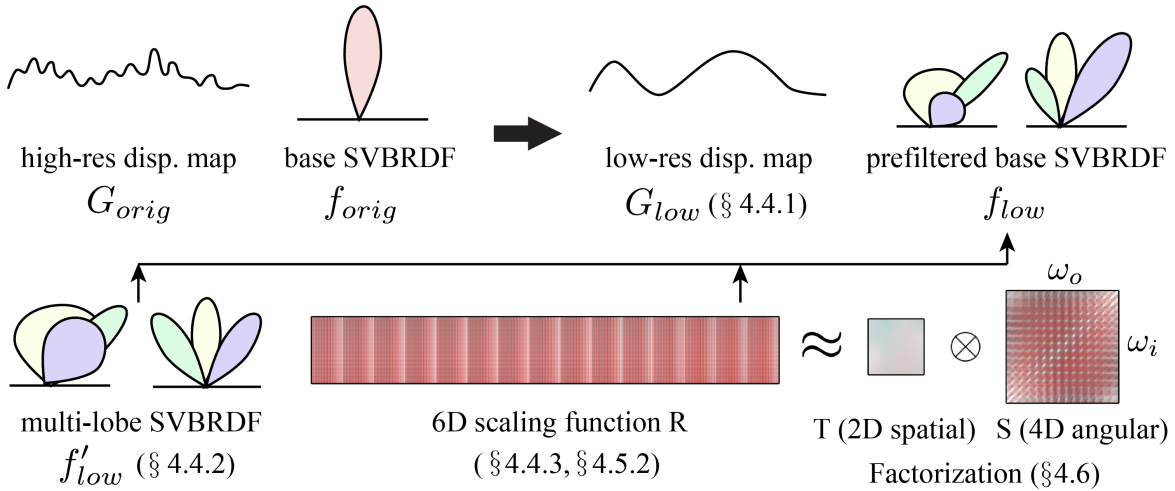 high-res disp. map
G_orig
base SVBRDF
f_orig
low-res disp. map
G_low (§ 4.4.1)
prefiltered base SVBRDF
f_low
multi-lobe SVBRDF
f'_low (§ 4.4.2)
6D scaling function R
(§ 4.4.3, § 4.5.2)
≈
⊗
ω_o
ω_i
T (2D spatial) S (4D angular)
Factorization (§4.6)